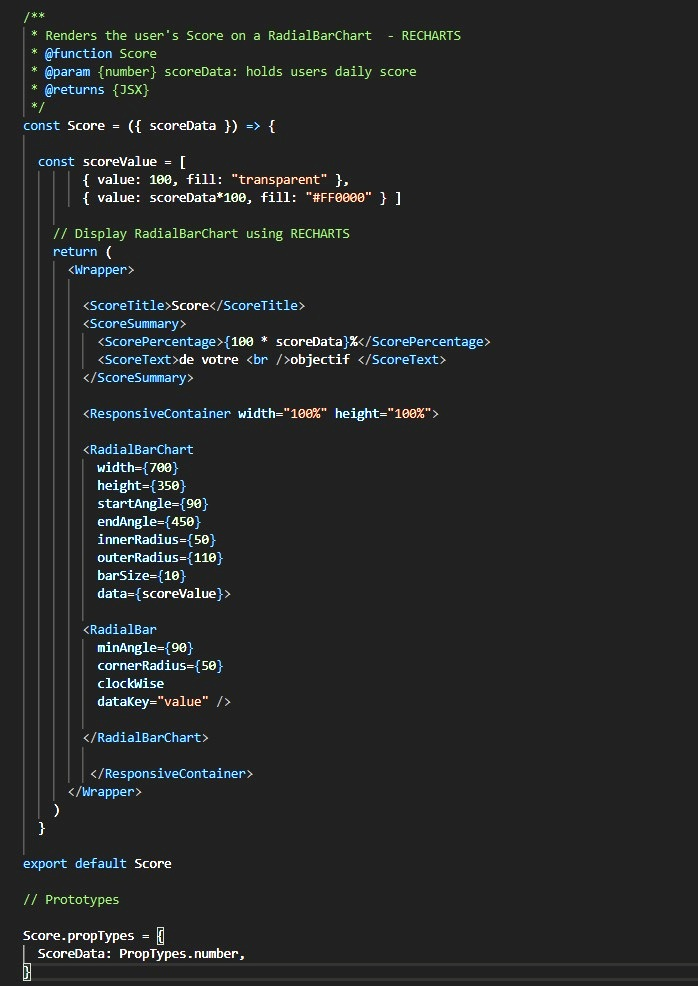 /**
 * Renders the user's Score on a RadialBarChart  - RECHARTS
 * @function Score
 * @param {number} scoreData: holds users daily score
 * @returns {JSX}
 */
const Score = ({ scoreData }) => {
  const scoreValue = [
        { value: 100, fill: "transparent" },
        { value: scoreData*100, fill: "#FF0000" } ]
    // Display RadialBarChart using RECHARTS
    return (
      <Wrapper>
        <ScoreTitle>Score</ScoreTitle>
        <ScoreSummary>
          <ScorePercentage>{100 * scoreData}%</ScorePercentage>
          <ScoreText>de votre <br />objectif </ScoreText>
        </ScoreSummary>
        <ResponsiveContainer width="100%" height="100%">
        <RadialBarChart
          width={700}
          height={350}
          startAngle={90}
          endAngle={450}
          innerRadius={50}
          outerRadius={110}
          barSize={10}
          data={scoreValue}>
        <RadialBar
          minAngle={90}
          cornerRadius={50}
          clockWise
          dataKey="value" />
        </RadialBarChart>
         </ResponsiveContainer>
      </Wrapper>
    )
  }
export default Score
// Prototypes
Score.propTypes = {
  ScoreData: PropTypes.number,
}